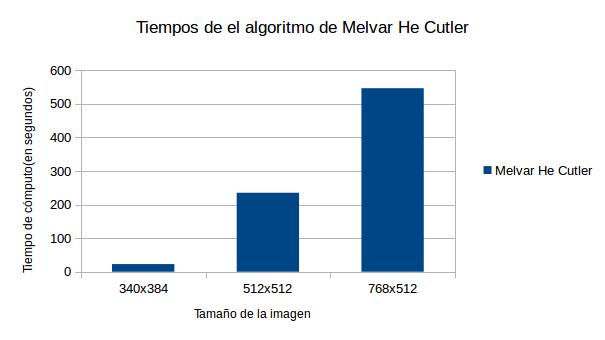 Tiempos de el algoritmo de Melvar He Cutler
Tiempo de cómputo(en segundos)
600
500
400
300
200
100
0
340x384 512x512 768x512
Tamaño de la imagen
Melvar He Cutler